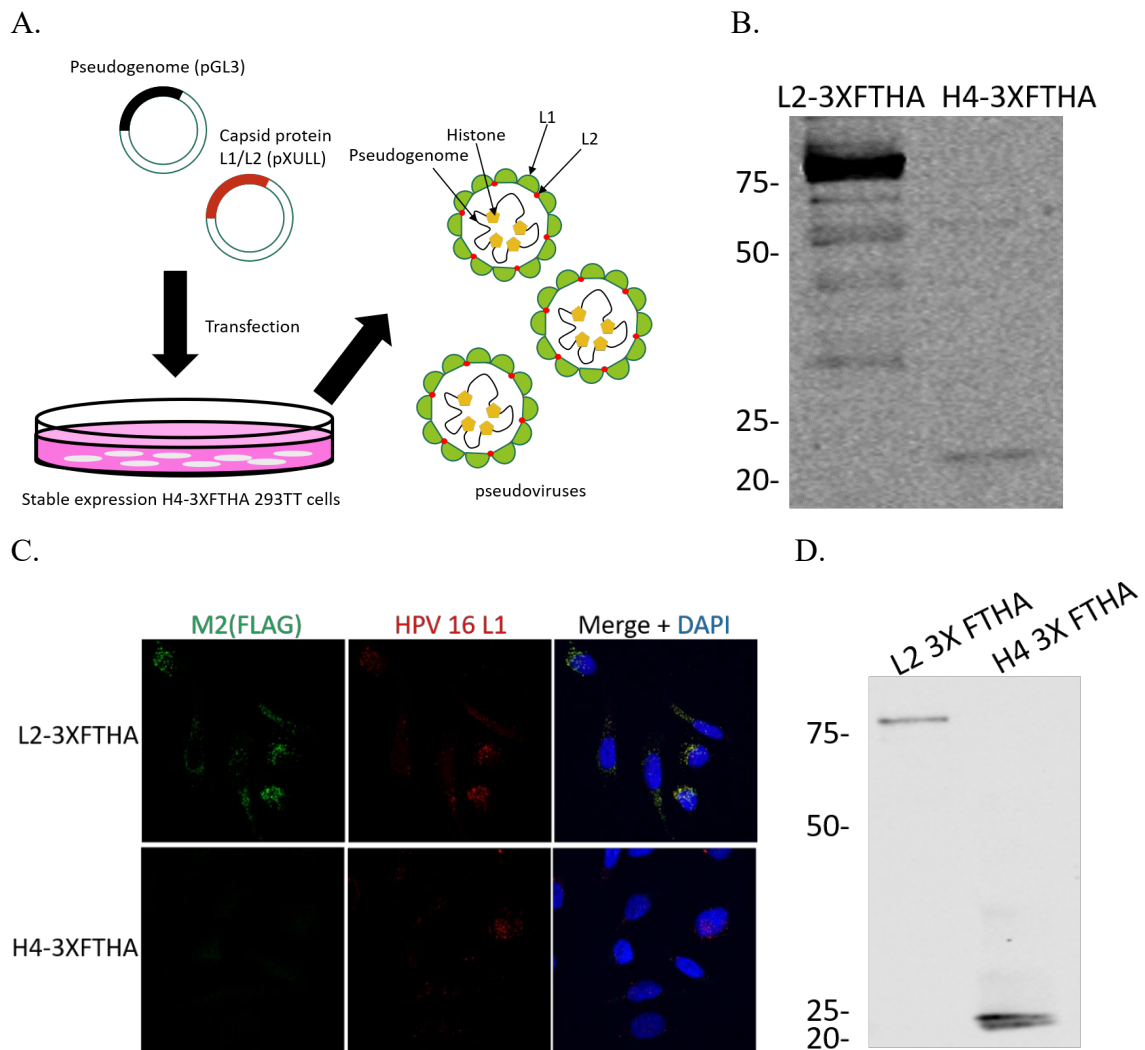 A.
Pseudogenome (pGL3)
Capsid protein
L1/L2 (pXULL)
Transfection
Stable expression H4-3XFTHA 293TT cells
Histone
Pseudogenome
L1
L2
pseudoviruses
B.
L2-3XFTHA H4-3XFTHA
75-
50-
25-
20-
C.
M2(FLAG) HPV 16 L1 Merge + DAPI
L2-3XFTHA
H4-3XFTHA
D.
L2 3X FTHA
H4 3X FTHA
75-
50-
25-
20-